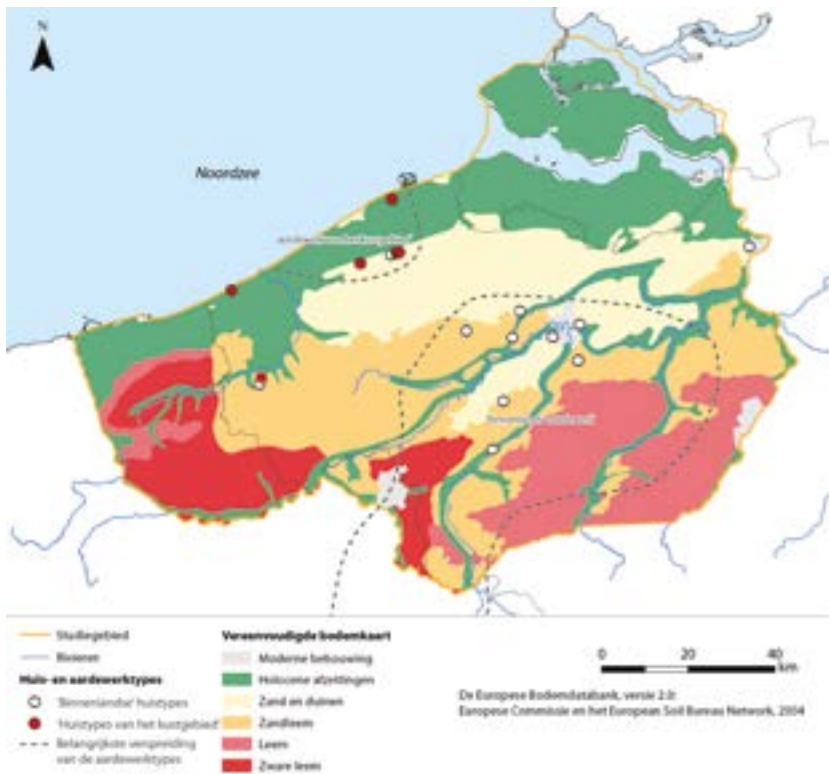 N
Noordzee
Studiegebied
Rivieren
Huis- en aardewerktypes
'Binnenlandse' huistypes
'Huistypes van het kustgebied'
Belangrijkste verspreiding
van de aardewerktypes
Vereenvoudigde bodemkaart
Moderne bebouwing
Holocene afzettingen
Zand en duinen
Zandleem
Leem
Zware leem
0 20 40
km
De Europese Bodemdatabank, versie 2.0:
Europese Commissie en het European Soil Bureau Network, 2004